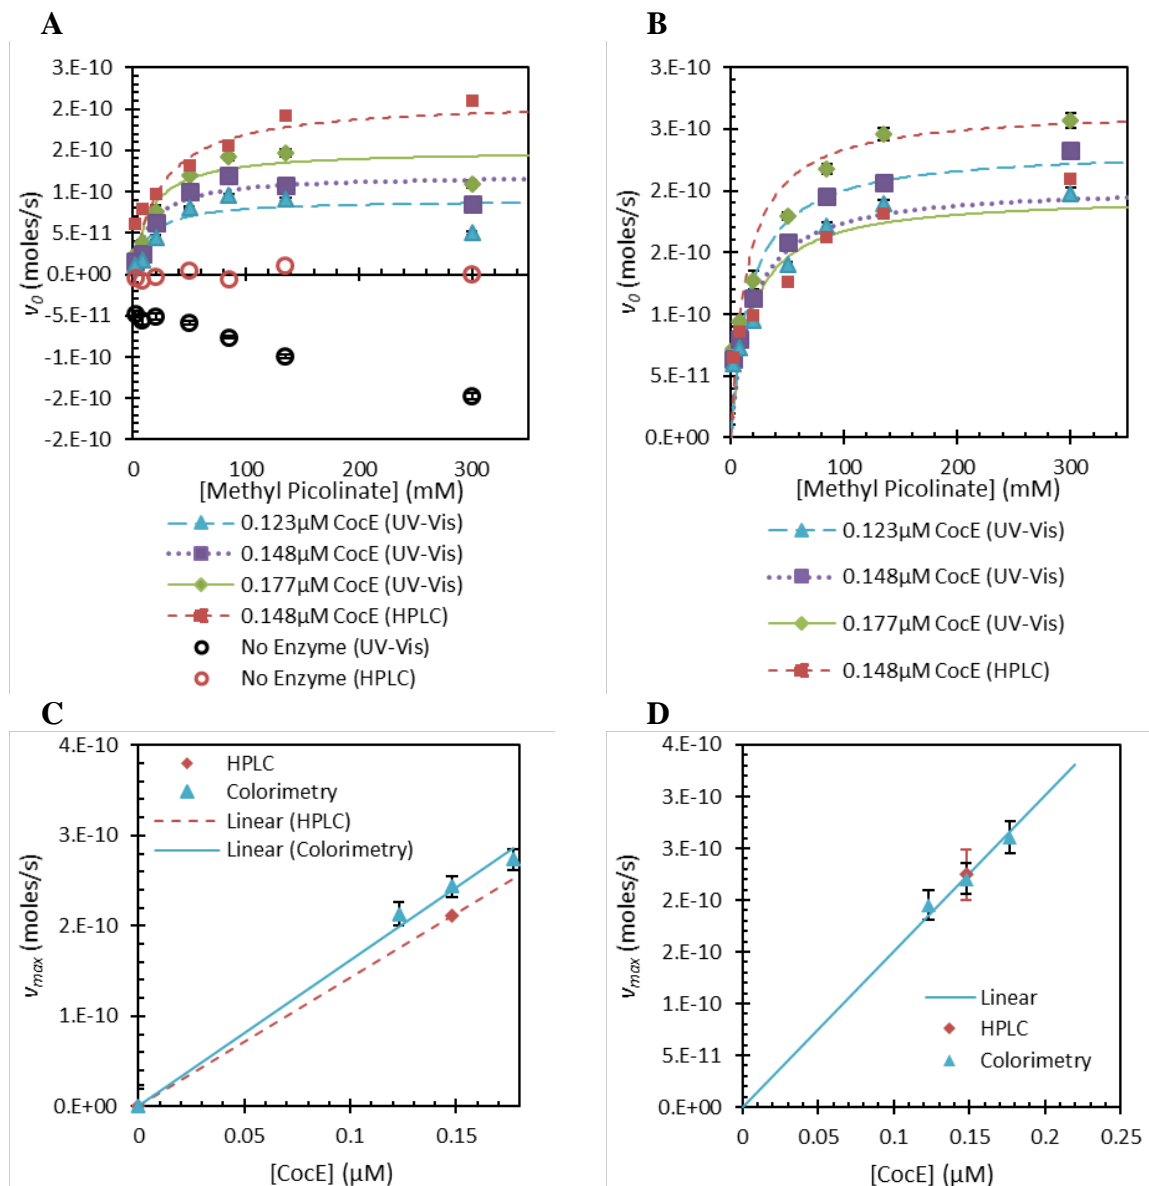 A
3.E-10
2.E-10
2.E-10
1.E-10
5.E-11
0.E+00
-5.E-11
-1.E-10
-2.E-10
-2.E-10
v0 (moles/s)
0 100 200 300
[Methyl Picolinate] (mM)
0.123µM CocE (UV-Vis)
0.148µM CocE (UV-Vis)
0.177µM CocE (UV-Vis)
0.148µM CocE (HPLC)
No Enzyme (UV-Vis)
No Enzyme (HPLC)
B
3.E-10
3.E-10
2.E-10
2.E-10
1.E-10
5.E-11
0.E+00
v0 (moles/s)
0 100 200 300
[Methyl Picolinate] (mM)
0.123µM CocE (UV-Vis)
0.148µM CocE (UV-Vis)
0.177µM CocE (UV-Vis)
0.148µM CocE (HPLC)
C
4.E-10
3.E-10
2.E-10
1.E-10
0.E+00
vmax (moles/s)
HPLC
Colorimetry
Linear (HPLC)
Linear (Colorimetry)
0 0.05 0.1 0.15
[CocE] (µM)
D
4.E-10
3.E-10
3.E-10
2.E-10
2.E-10
1.E-10
5.E-11
0.E+00
vmax (moles/s)
Linear
HPLC
Colorimetry
0 0.05 0.1 0.15 0.2 0.25
[CocE] (µM)